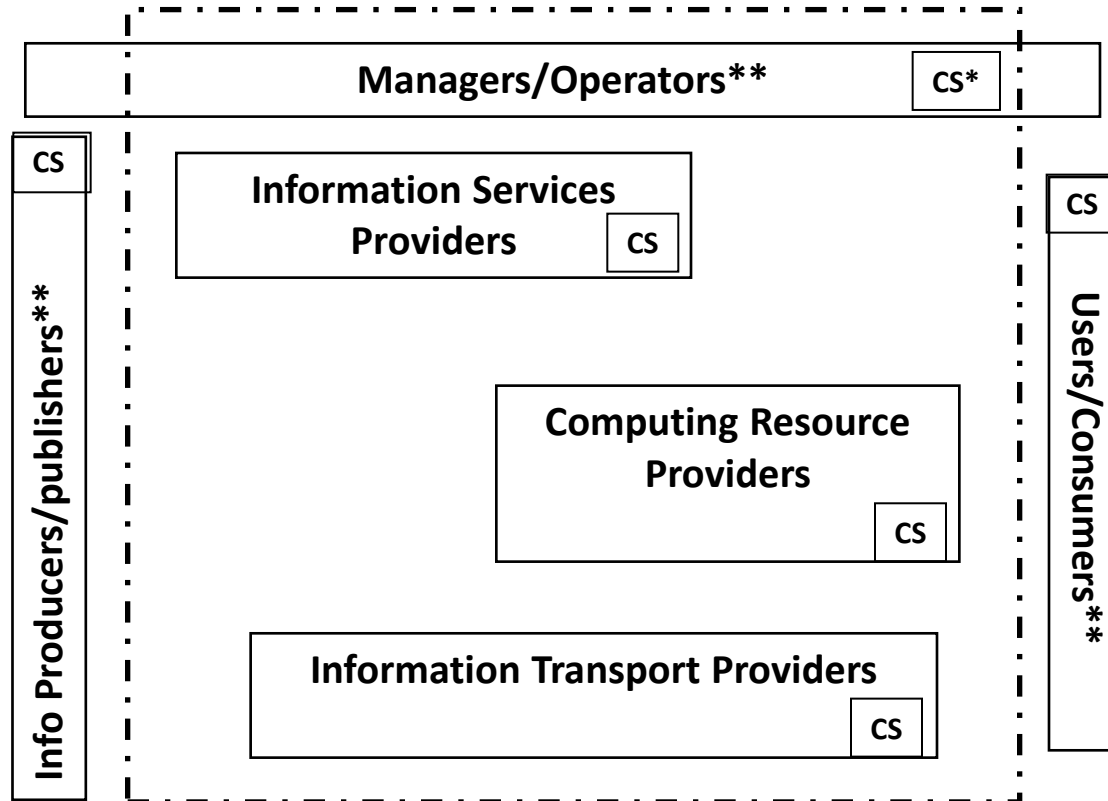 Managers/Operators**
CS*
CS
Info Producers/publishers**
Information Services
Providers
CS
Computing Resource
Providers
CS
Information Transport Providers
CS
CS
Users/Consumers**